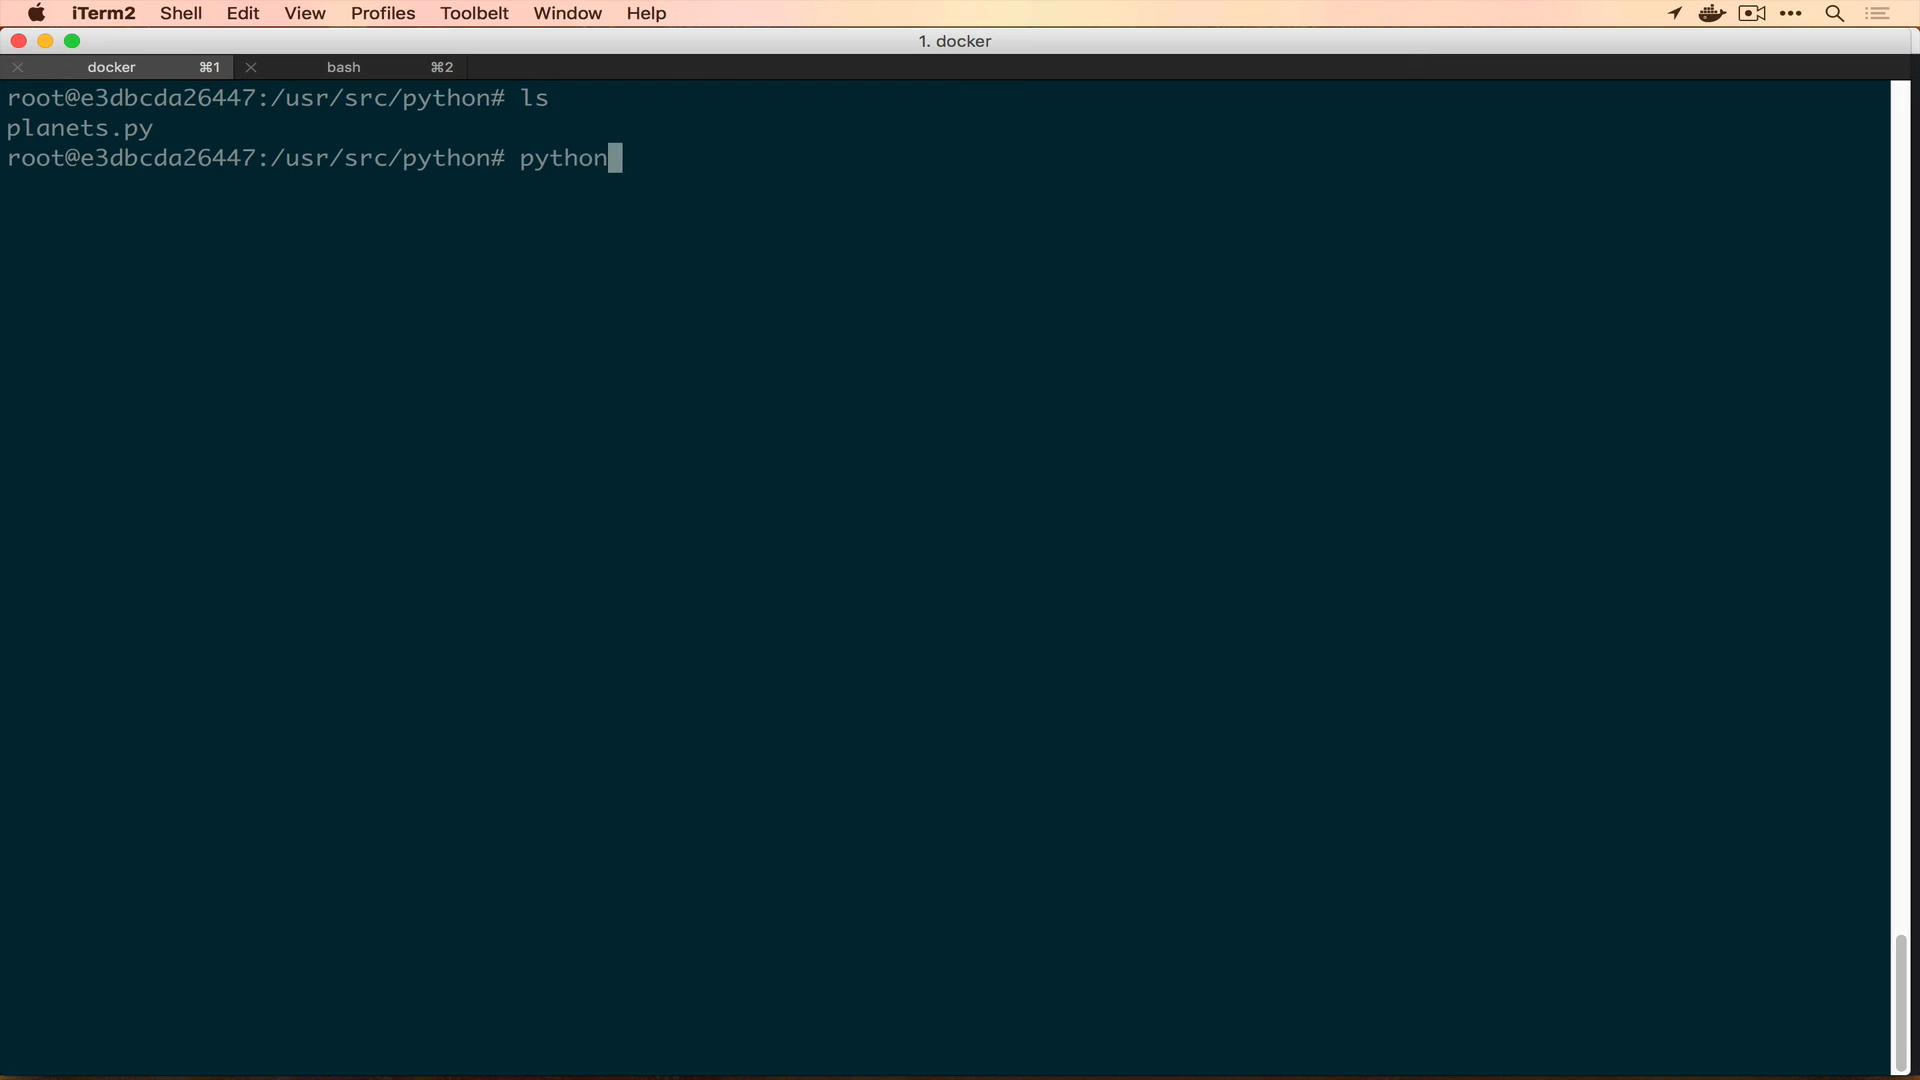 iTerm2 Shell Edit View Profiles Toolbelt Window Help
1. docker
docker ⌘1 bash ⌘2
root@e3dbcda26447:/usr/src/python# ls
planets.py
root@e3dbcda26447:/usr/src/python# python